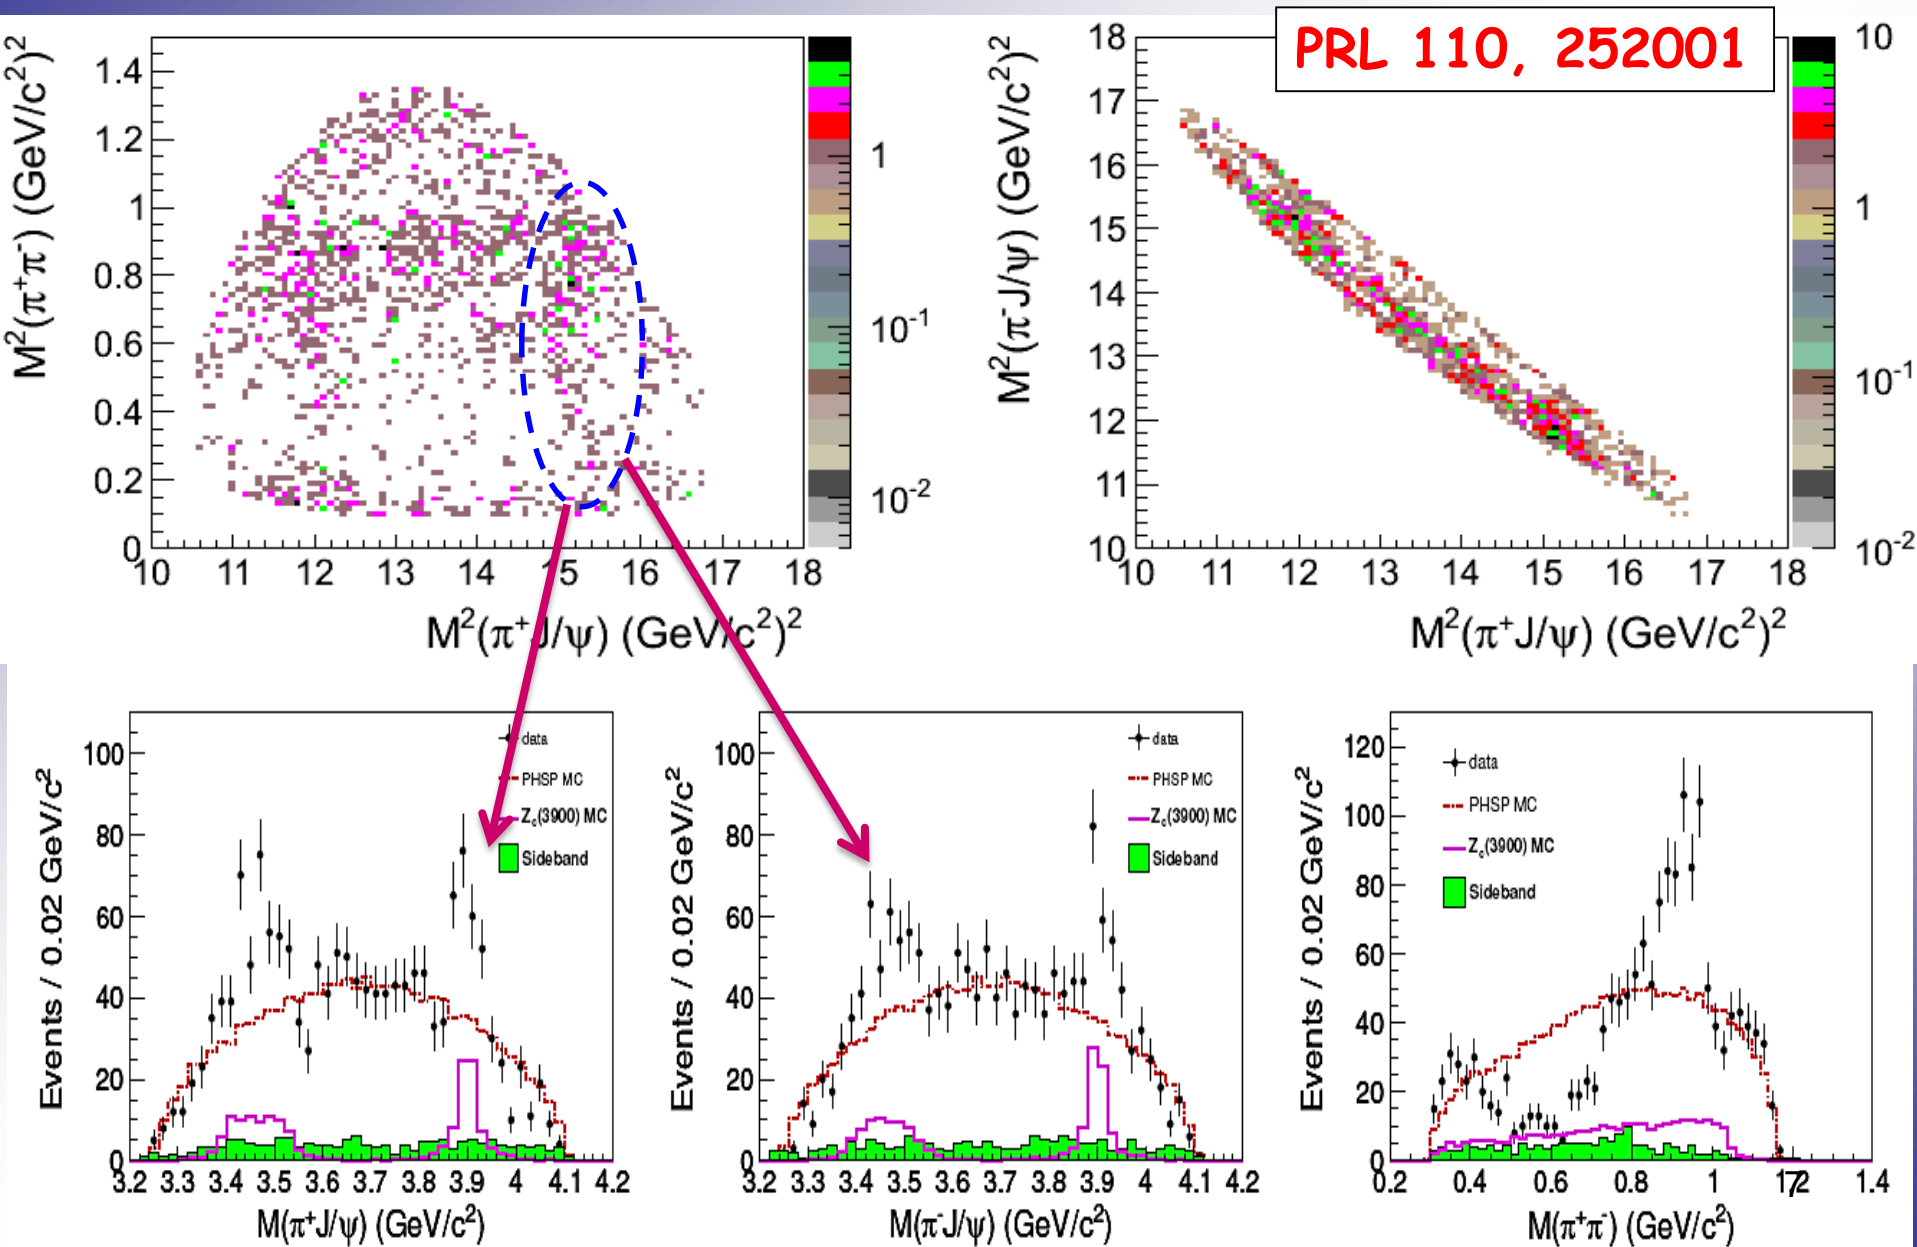 PRL 110, 252001
M²(π⁺π⁻) (GeV/c²)²
1.4
1.2
1
0.8
0.6
0.4
0.2
0
10 11 12 13 14 15 16 17 18
M²(π⁺J/ψ) (GeV/c²)²
1
10⁻¹
10⁻²
M²(π⁻J/ψ) (GeV/c²)²
18
17
16
15
14
13
12
11
10
10 11 12 13 14 15 16 17 18
M²(π⁺J/ψ) (GeV/c²)²
10
1
10⁻¹
10⁻²
Events / 0.02 GeV/c²
100
80
60
40
20
0
data
PHSP MC
Z_c(3900) MC
Sideband
3.2 3.3 3.4 3.5 3.6 3.7 3.8 3.9 4 4.1 4.2
M(π⁺J/ψ) (GeV/c²)
Events / 0.02 GeV/c²
100
80
60
40
20
0
data
PHSP MC
Z_c(3900) MC
Sideband
3.2 3.3 3.4 3.5 3.6 3.7 3.8 3.9 4 4.1 4.2
M(π⁻J/ψ) (GeV/c²)
Events / 0.02 GeV/c²
120
100
80
60
40
20
0
data
PHSP MC
Z_c(3900) MC
Sideband
0.2 0.4 0.6 0.8 1 1.2 1.4
M(π⁺π⁻) (GeV/c²)